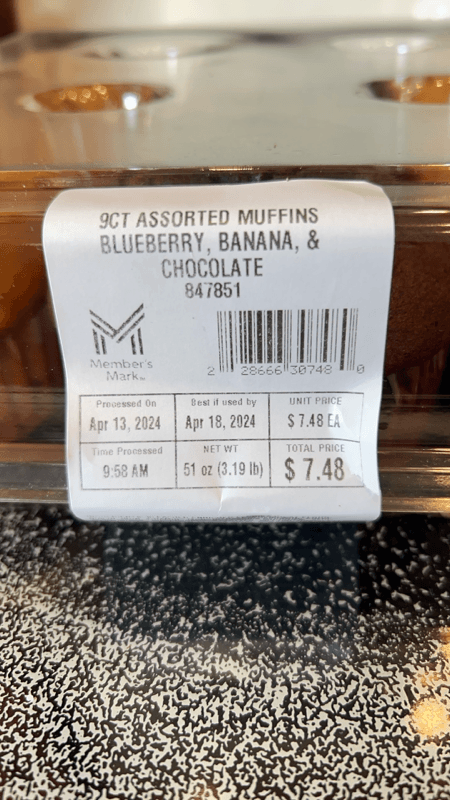 9CT ASSORTED MUFFINS
BLUEBERRY, BANANA, &
CHOCOLATE
847851
Member's
Mark™
2 28666 30748 0
Processed On Best if used by UNIT PRICE
Apr 13, 2024 Apr 18, 2024 $7.48 EA
Time Processed NET WT TOTAL PRICE
9:58 AM 51 oz (3.19 lb) $7.48